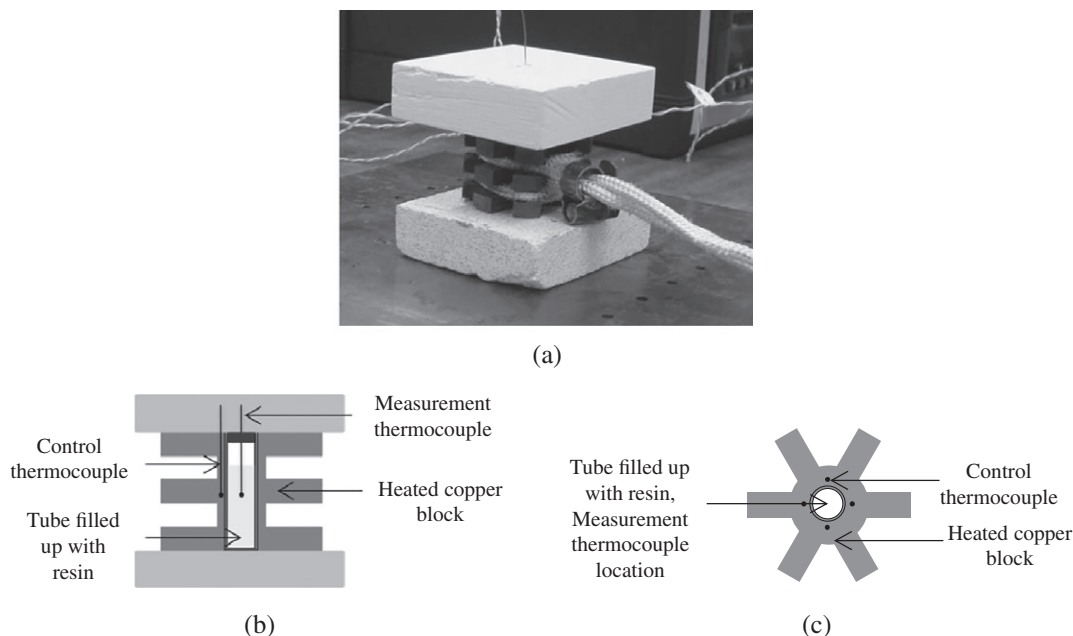 (a)
Measurement
thermocouple
Control
thermocouple
Heated copper
block
Tube filled
up with
resin
(b)
Tube filled up
with resin,
Measurement
thermocouple
location
Control
thermocouple
Heated copper
block
(c)